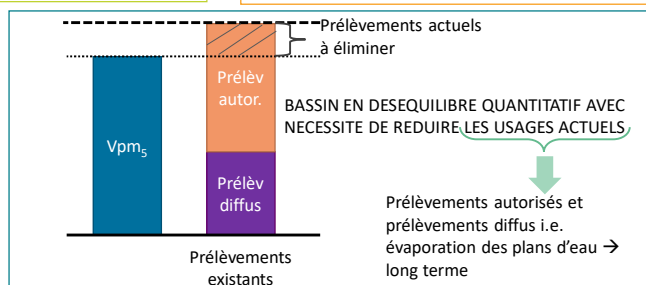 Prélèvements actuels
à éliminer
Prélèv
autor.
Vpm5
Prélèv
diffus
Prélèvements
existants
BASSIN EN DESEQUILIBRE QUANTITATIF AVEC
NECESSITE DE REDUIRE LES USAGES ACTUELS
Prélèvements autorisés et
prélèvements diffus i.e.
évaporation des plans d'eau →
long terme